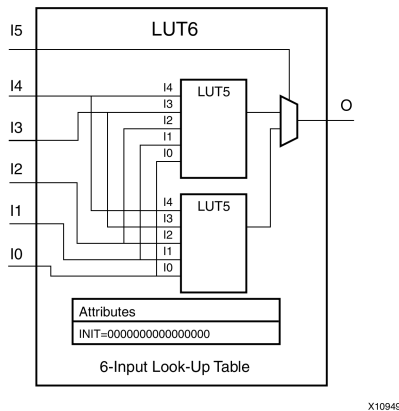 LUT6
I5
I4
I3
I2
I1
I0
I4
I3
I2
I1
I0
LUT5
O
I4
I3
I2
I1
I0
LUT5
Attributes
INIT=0000000000000000
6-Input Look-Up Table
X10949